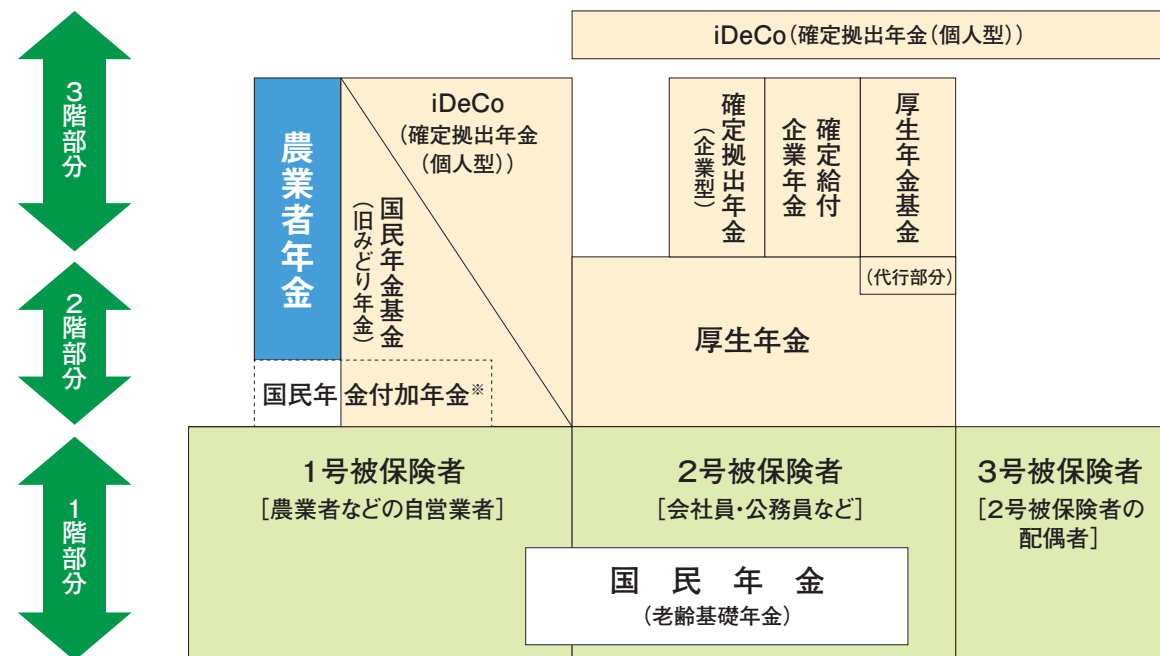 iDeCo(確定拠出年金(個人型))
3階部分
農業者年金
iDeCo
(確定拠出年金
(個人型))
国民年金基金
(旧みどり年金)
確定拠出年金
(企業型)
確定給付
企業年金
厚生年金基金
(代行部分)
2階部分
厚生年金
国民年金付加年金※
1階部分
1号被保険者
[農業者などの自営業者]
2号被保険者
[会社員・公務員など]
3号被保険者
[2号被保険者の
配偶者]
国民年金
(老齢基礎年金)